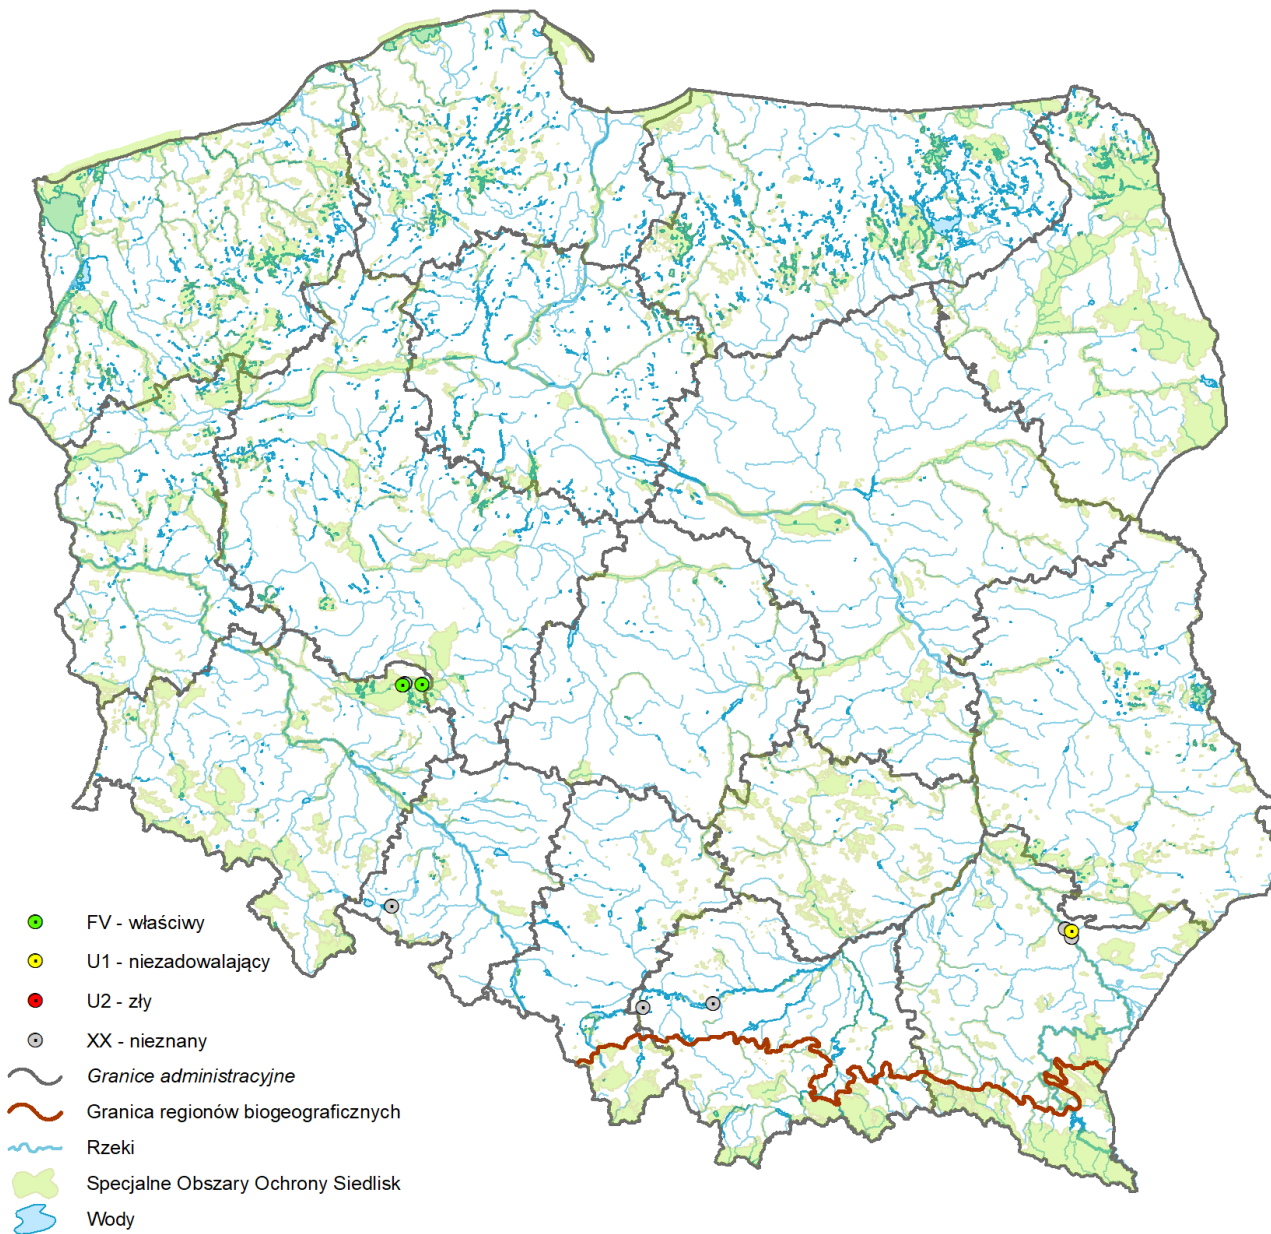 FV - właściwy
U1 - niezadowalający
U2 - zły
XX - nieznany
Granice administracyjne
Granica regionów biogeograficznych
Rzeki
Specjalne Obszary Ochrony Siedlisk
Wody